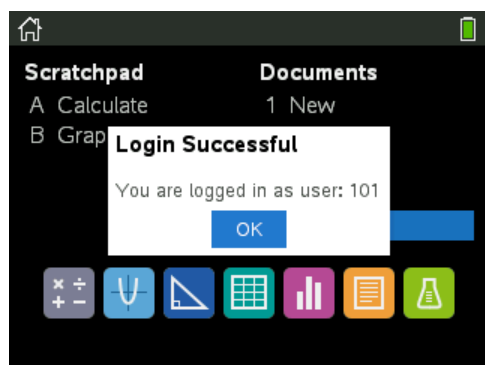 Scratchpad
Documents
A Calculate
1 New
B Grap
Login Successful
You are logged in as user: 101
OK